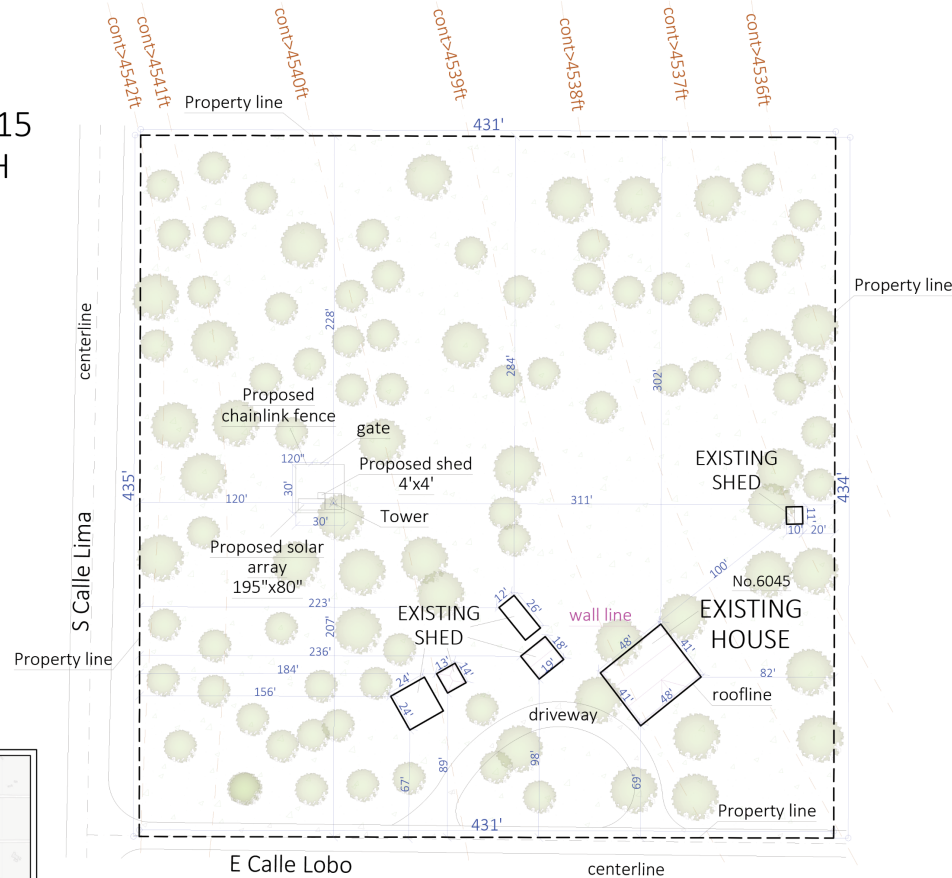 cont>4542ft
cont>4541ft
cont>4540ft
cont>4539ft
cont>4538ft
cont>4537ft
cont>4536ft
Property line
15
H
431'
Property line
centerline
228'
284'
302'
Proposed
chainlink fence
gate
120"
Proposed shed
4'x4'
30'
EXISTING
SHED
435'
434'
120'
311'
30'
Tower
11'
10'
20'
Proposed solar
array
195"x80"
100'
No.6045
S Calle Lima
223'
207'
EXISTING
SHED
12'
26'
wall line
EXISTING
HOUSE
18'
19'
48'
41'
Property line
236'
184'
13'
14'
82'
156'
24'
24'
41'
48'
roofline
driveway
98'
89'
67'
69'
Property line
431'
E Calle Lobo
centerline